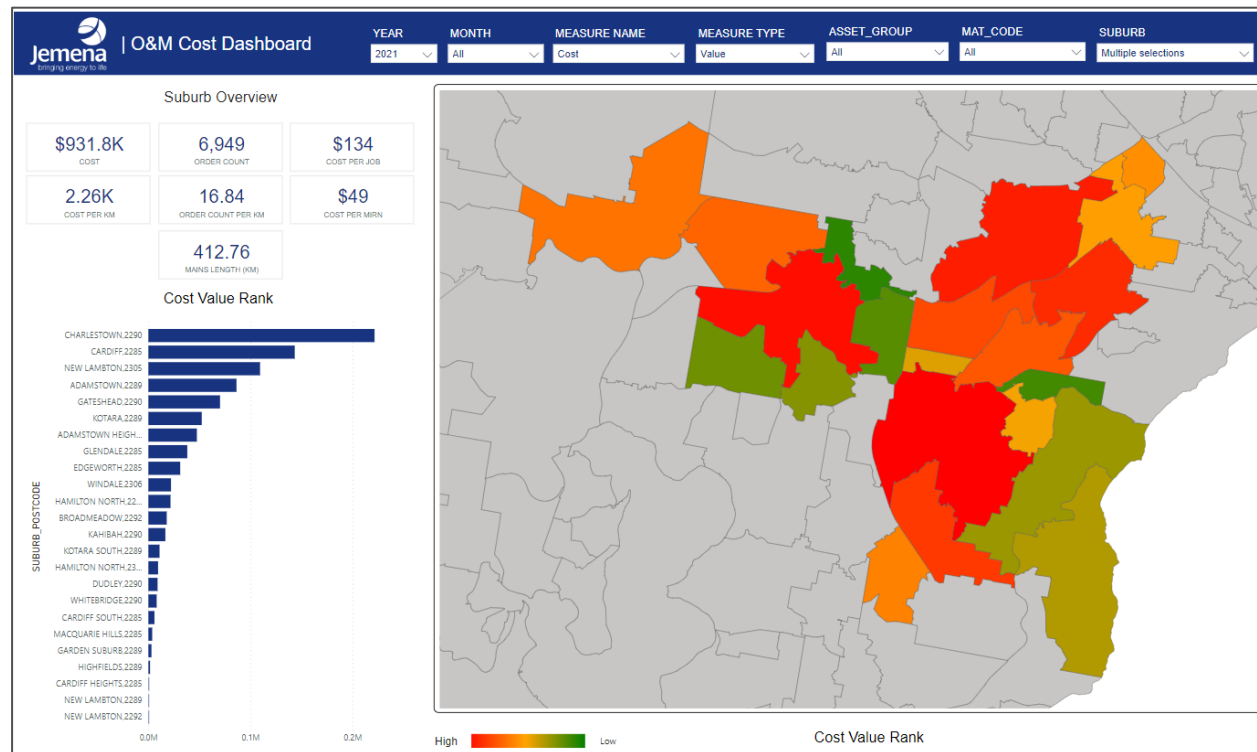 Jemena
bringing energy to life
| O&M Cost Dashboard
YEAR
2021
MONTH
All
MEASURE NAME
Cost
MEASURE TYPE
Value
ASSET_GROUP
All
MAT_CODE
All
SUBURB
Multiple selections
Suburb Overview
$931.8K
COST
6,949
ORDER COUNT
$134
COST PER JOB
2.26K
COST PER KM
16.84
ORDER COUNT PER KM
$49
COST PER MIRN
412.76
MAINS LENGTH (KM)
Cost Value Rank
SUBURB_POSTCODE
CHARLESTOWN,2290
CARDIFF,2285
NEW LAMBTON,2305
ADAMSTOWN,2289
GATESHEAD,2290
KOTARA,2289
ADAMSTOWN HEIGH...
GLENDALE,2285
EDGEWORTH,2285
WINDALE,2306
HAMILTON NORTH,22...
BROADMEADOW,2292
KAHIBAH,2290
KOTARA SOUTH,2289
HAMILTON NORTH,23...
DUDLEY,2290
WHITEBRIDGE,2290
CARDIFF SOUTH,2285
MACQUARIE HILLS,2285
GARDEN SUBURB,2289
HIGHFIELDS,2289
CARDIFF HEIGHTS,2285
NEW LAMBTON,2289
NEW LAMBTON,2292
0.0M 0.1M 0.2M
High Low
Cost Value Rank